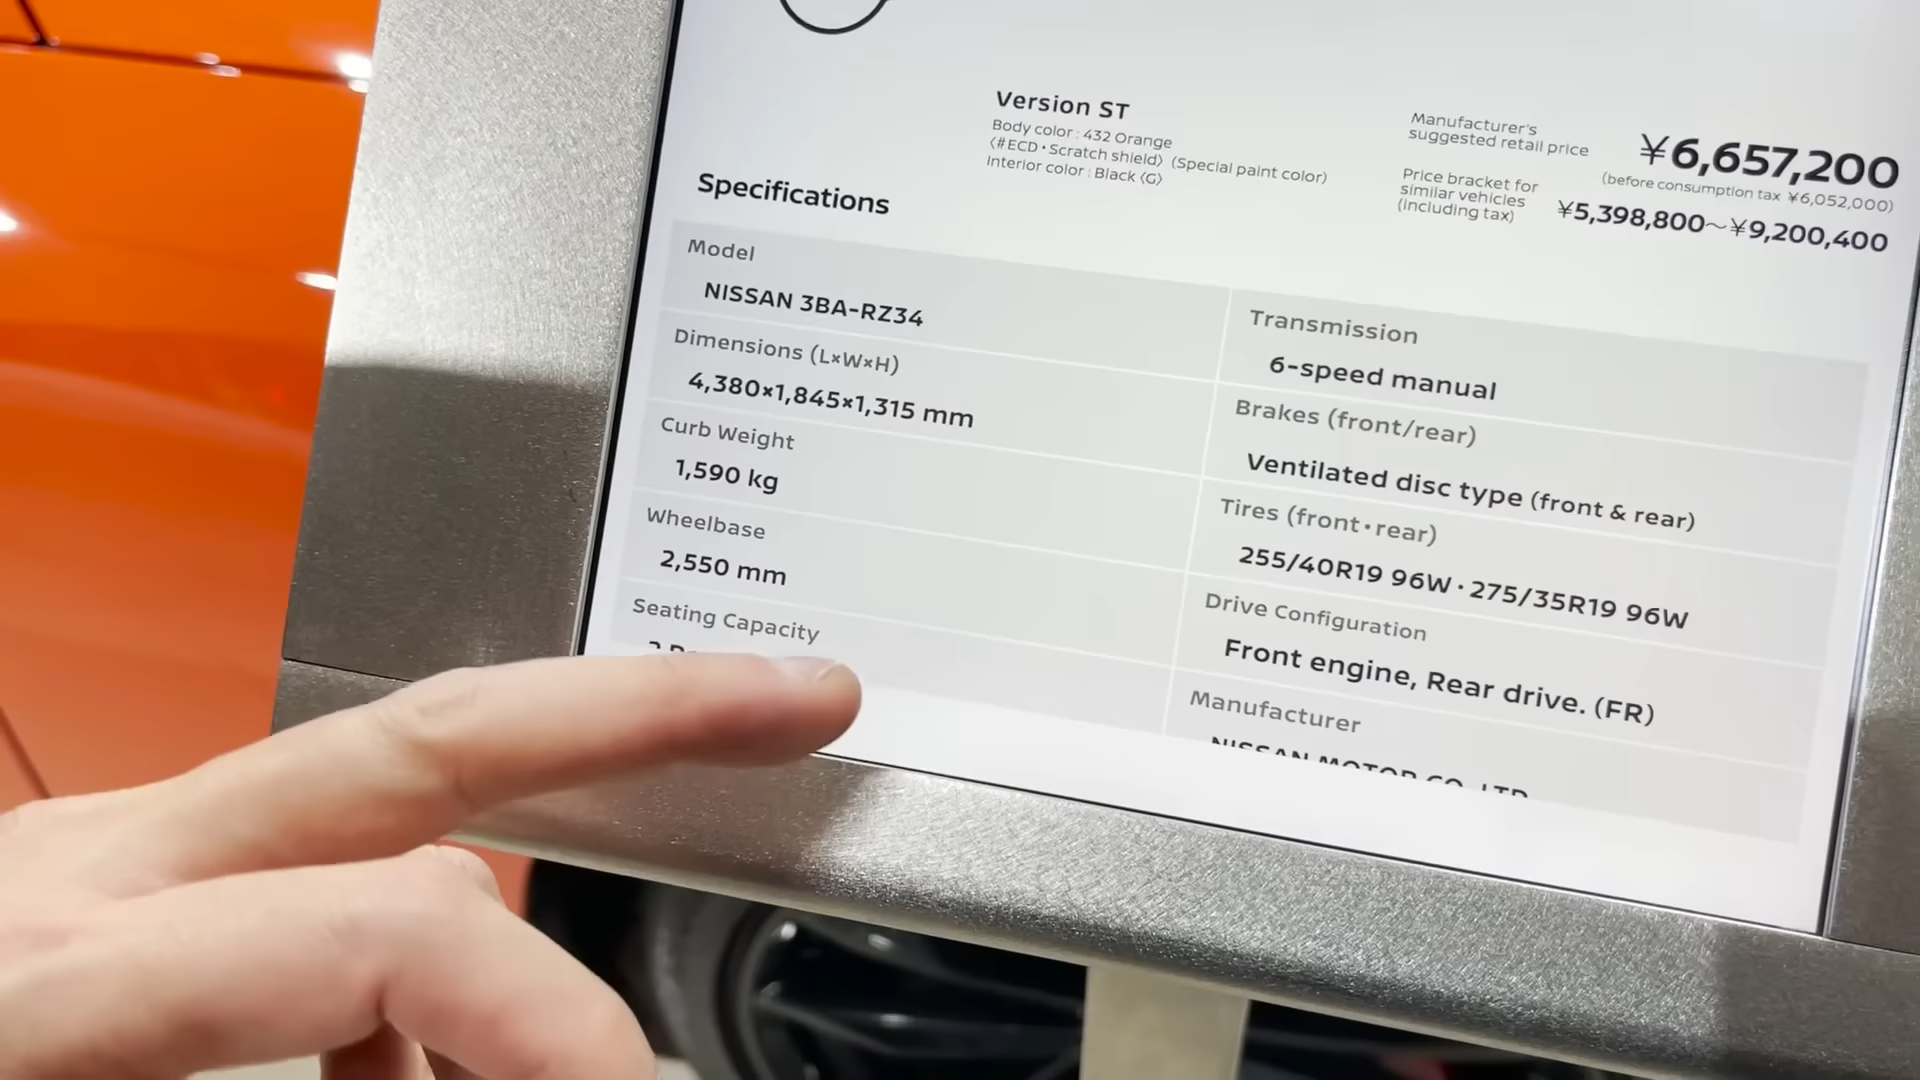 Version ST
Body color : 432 Orange
〈#ECD・Scratch shield〉 (Special paint color)
Interior color : Black 〈G〉
Manufacturer's
suggested retail price
¥6,657,200
(before consumption tax ¥6,052,000)
Price bracket for
similar vehicles
(including tax)
¥5,398,800～¥9,200,400
Specifications
Model
NISSAN 3BA-RZ34
Dimensions (L×W×H)
4,380×1,845×1,315 mm
Curb Weight
1,590 kg
Wheelbase
2,550 mm
Seating Capacity
Transmission
6-speed manual
Brakes (front/rear)
Ventilated disc type (front & rear)
Tires (front・rear)
255/40R19 96W・275/35R19 96W
Drive Configuration
Front engine, Rear drive. (FR)
Manufacturer
NISSAN MOTOR CO., LTD.